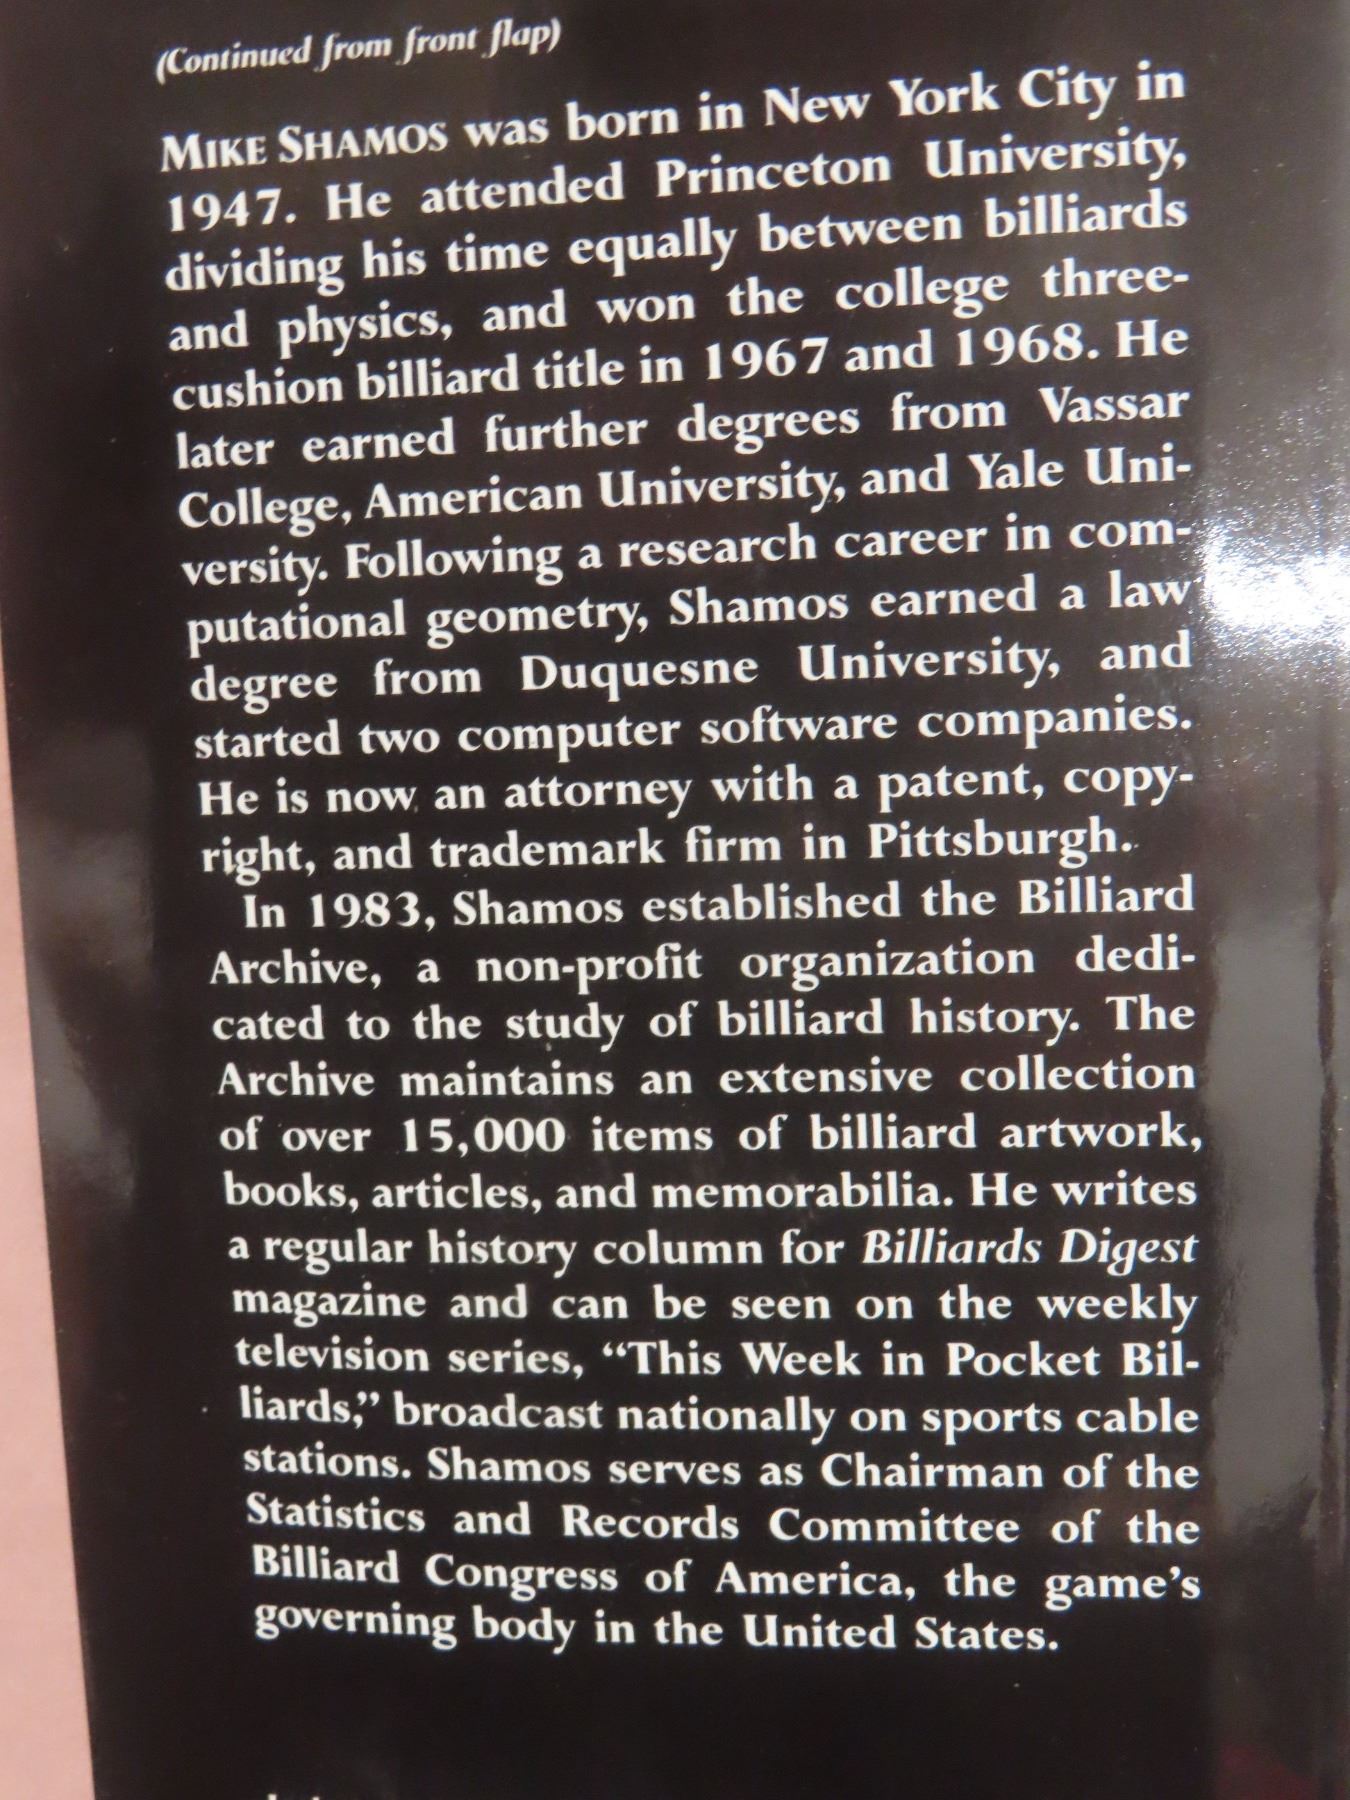 (Continued from front flap)
MIKE SHAMOS was born in New York City in
1947. He attended Princeton University,
dividing his time equally between billiards
and physics, and won the college three-
cushion billiard title in 1967 and 1968. He
later earned further degrees from Vassar
College, American University, and Yale Uni-
versity. Following a research career in com-
putational geometry, Shamos earned a law
degree from Duquesne University, and
started two computer software companies.
He is now an attorney with a patent, copy-
right, and trademark firm in Pittsburgh.
In 1983, Shamos established the Billiard
Archive, a non-profit organization dedi-
cated to the study of billiard history. The
Archive maintains an extensive collection
of over 15,000 items of billiard artwork,
books, articles, and memorabilia. He writes
a regular history column for Billiards Digest
magazine and can be seen on the weekly
television series, “This Week in Pocket Bil-
liards,” broadcast nationally on sports cable
stations. Shamos serves as Chairman of the
Statistics and Records Committee of the
Billiard Congress of America, the game’s
governing body in the United States.